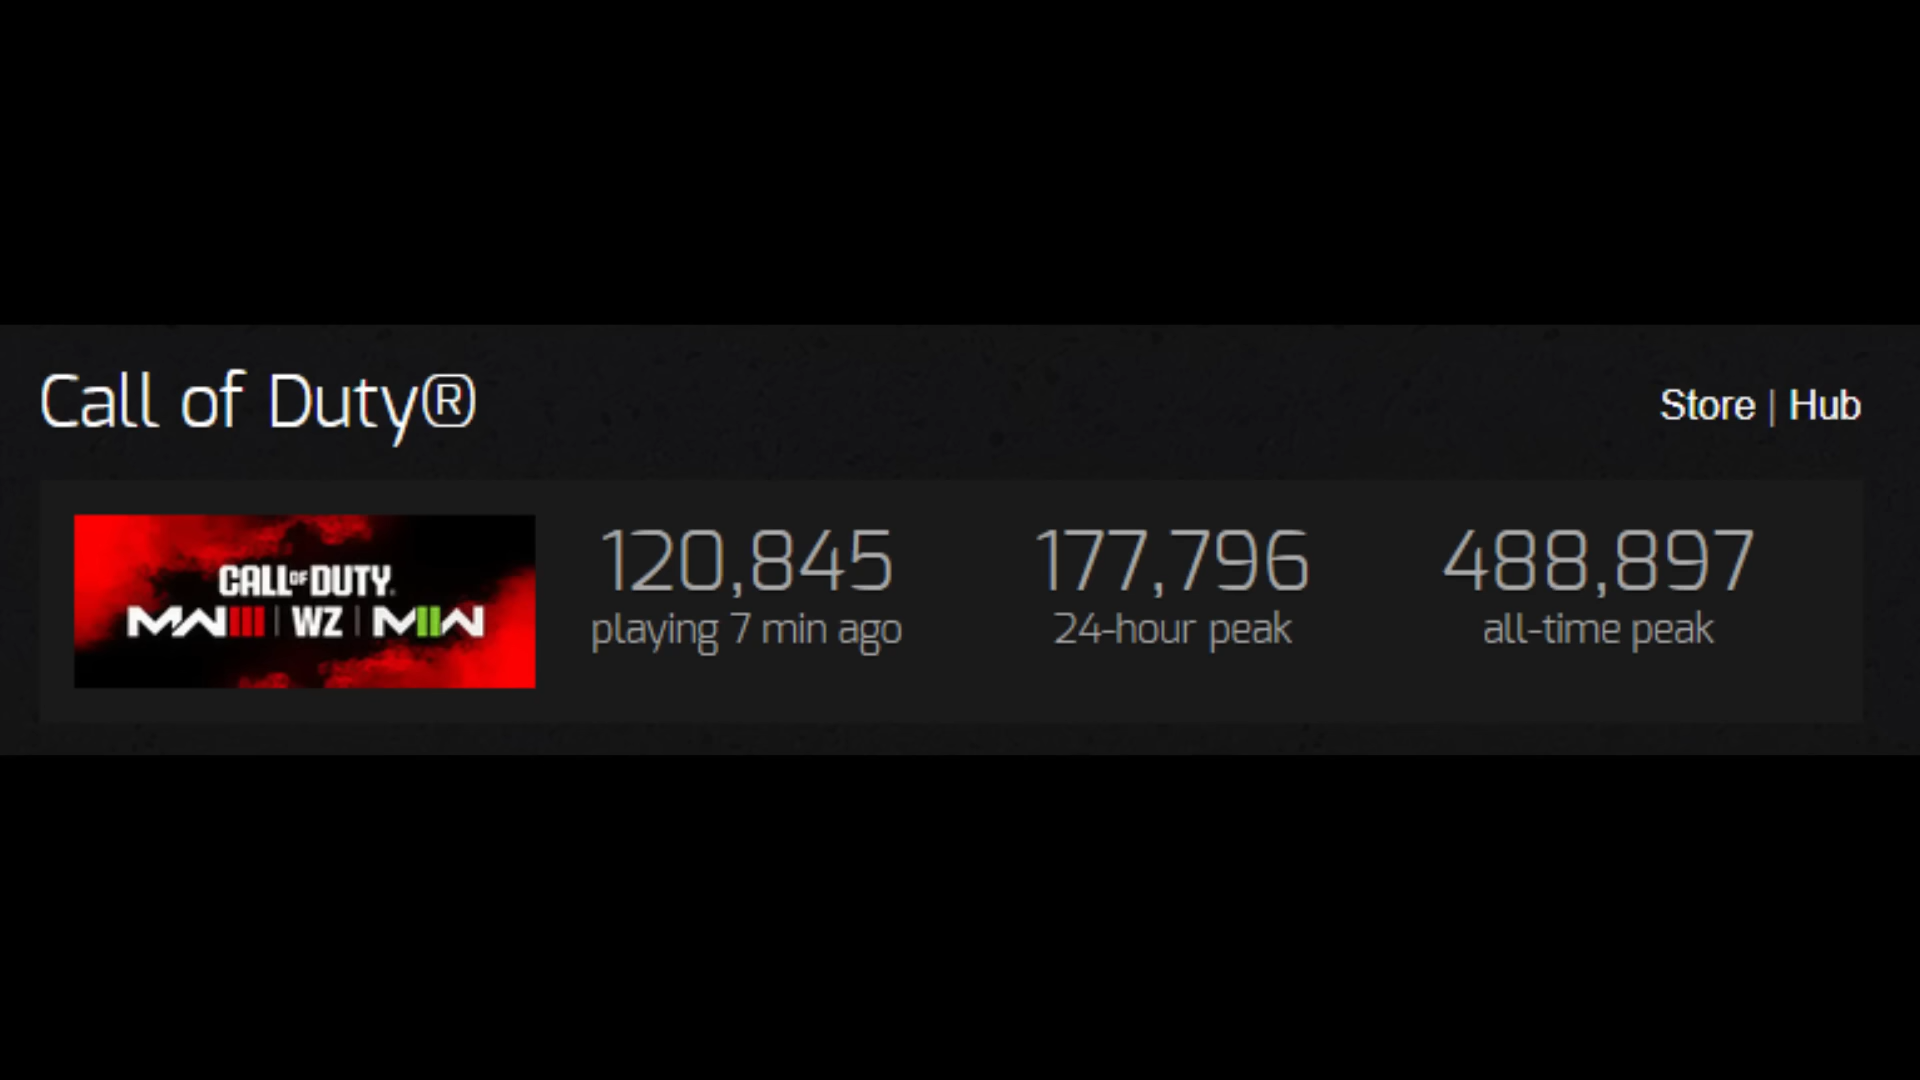 Call of Duty®
Store | Hub
CALL OF DUTY.
MWIII | WZ | MWII
120,845
playing 7 min ago
177,796
24-hour peak
488,897
all-time peak